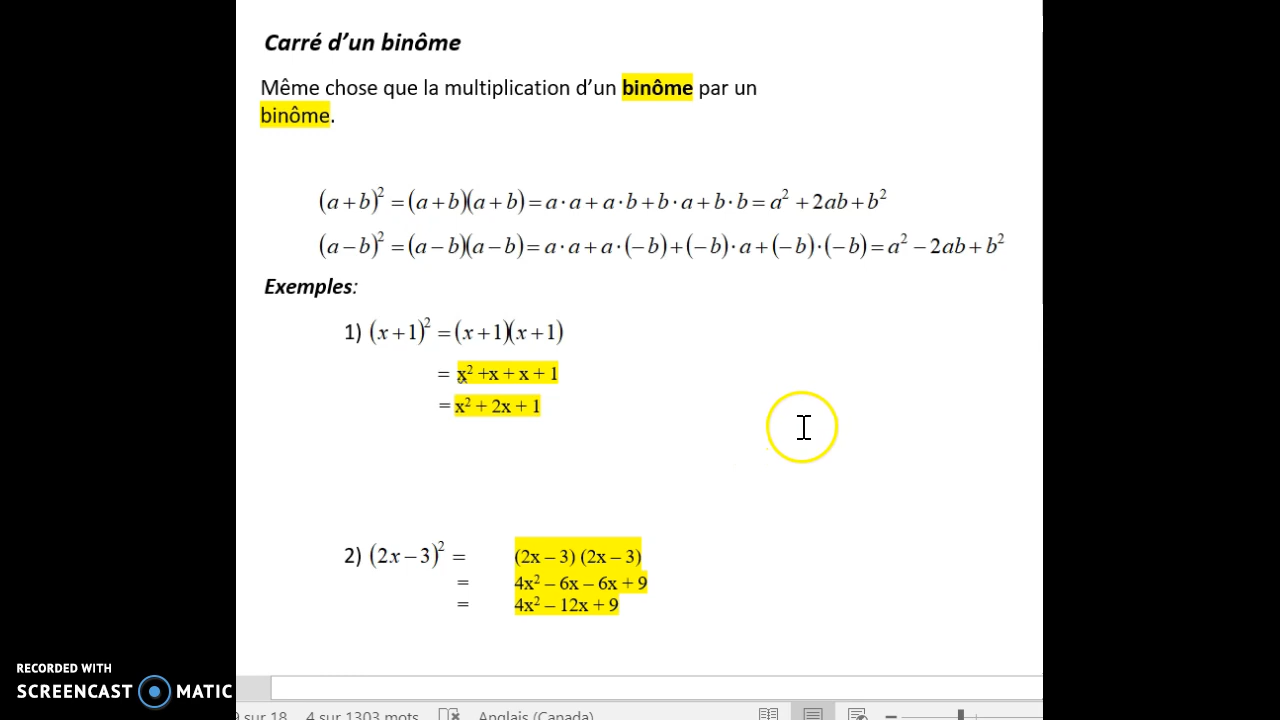 Carré d'un binôme
Même chose que la multiplication d'un binôme par un
binôme.
(a+b)² = (a+b)(a+b) = a·a + a·b + b·a + b·b = a² + 2ab + b²
(a−b)² = (a−b)(a−b) = a·a + a·(−b) + (−b)·a + (−b)·(−b) = a² − 2ab + b²
Exemples:
1) (x+1)² = (x+1)(x+1)
= x² +x + x + 1
= x² + 2x + 1
2) (2x−3)² = (2x – 3) (2x – 3)
= 4x² – 6x – 6x + 9
= 4x² – 12x + 9
RECORDED WITH
SCREENCAST MATIC
9 sur 18 4 sur 1303 mots Anglais (Canada)